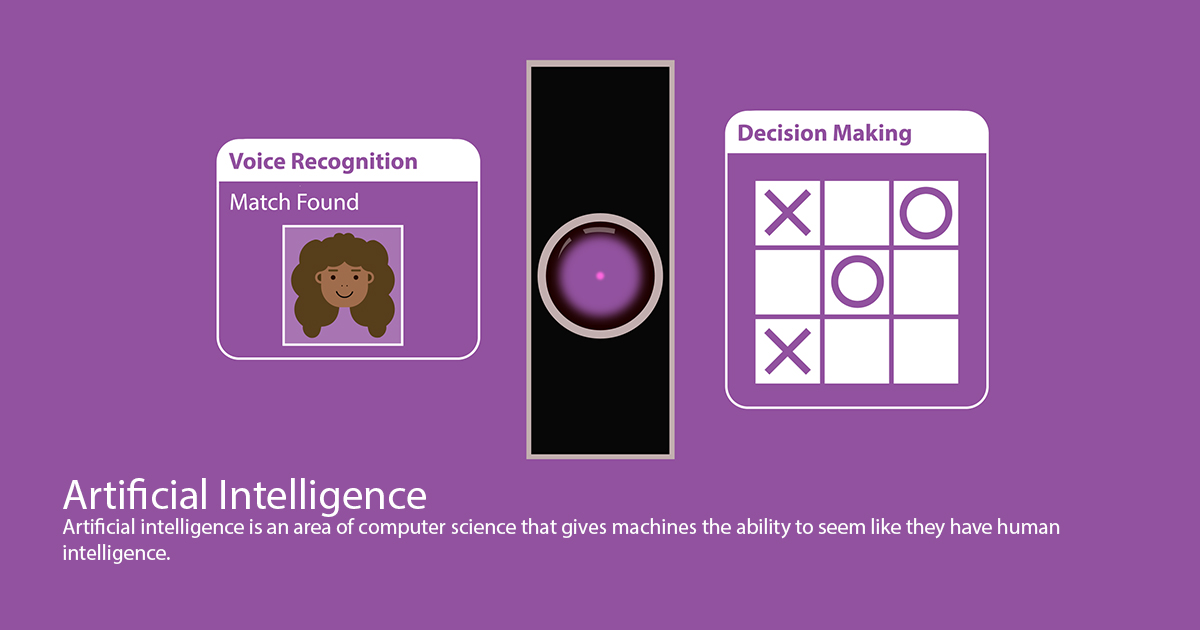 Voice Recognition
Match Found
Decision Making
Artificial Intelligence
Artificial intelligence is an area of computer science that gives machines the ability to seem like they have human
intelligence.